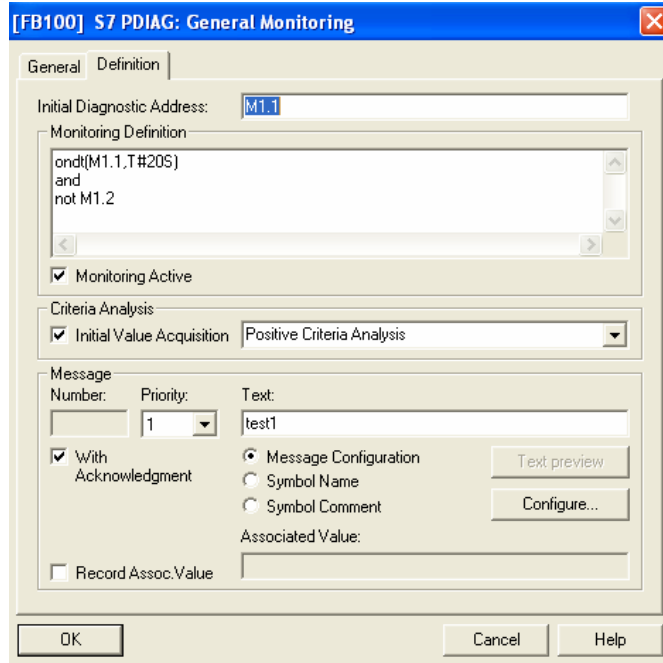 [FB100] S7 PDIAG: General Monitoring
General Definition
Initial Diagnostic Address: M1.1
Monitoring Definition
ondt(M1.1,T#20S)
and
not M1.2
Monitoring Active
Criteria Analysis
Initial Value Acquisition Positive Criteria Analysis
Message
Number: Priority: Text:
1 test1
With Acknowledgment
Message Configuration Text preview
Symbol Name
Symbol Comment Configure...
Associated Value:
Record Assoc.Value
OK Cancel Help